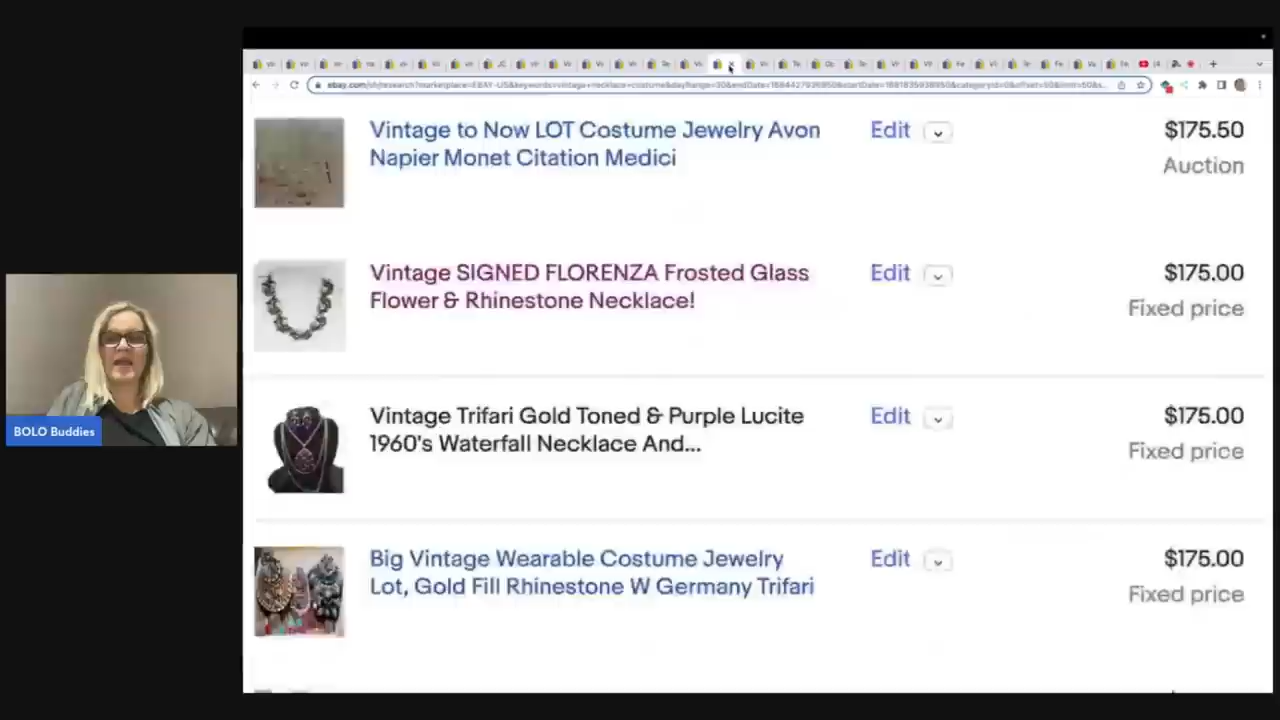 Vintage to Now LOT Costume Jewelry Avon
Napier Monet Citation Medici
Edit
$175.50
Auction
Vintage SIGNED FLORENZA Frosted Glass
Flower & Rhinestone Necklace!
Edit
$175.00
Fixed price
Vintage Trifari Gold Toned & Purple Lucite
1960's Waterfall Necklace And...
Edit
$175.00
Fixed price
Big Vintage Wearable Costume Jewelry
Lot, Gold Fill Rhinestone W Germany Trifari
Edit
$175.00
Fixed price
BOLO Buddies